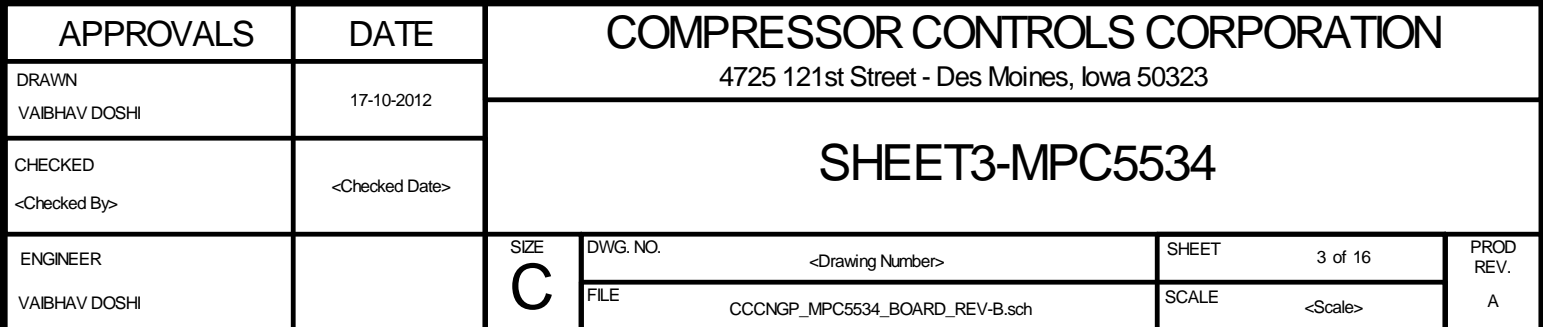 APPROVALS
DATE
COMPRESSOR CONTROLS CORPORATION
4725 121st Street - Des Moines, Iowa 50323
DRAWN
VAIBHAV DOSHI
17-10-2012
SHEET3-MPC5534
CHECKED
<Checked By>
<Checked Date>
ENGINEER
VAIBHAV DOSHI
SIZE
C
DWG. NO.
<Drawing Number>
SHEET 3 of 16
PROD
REV.
A
FILE
CCCNGP_MPC5534_BOARD_REV-B.sch
SCALE
<Scale>